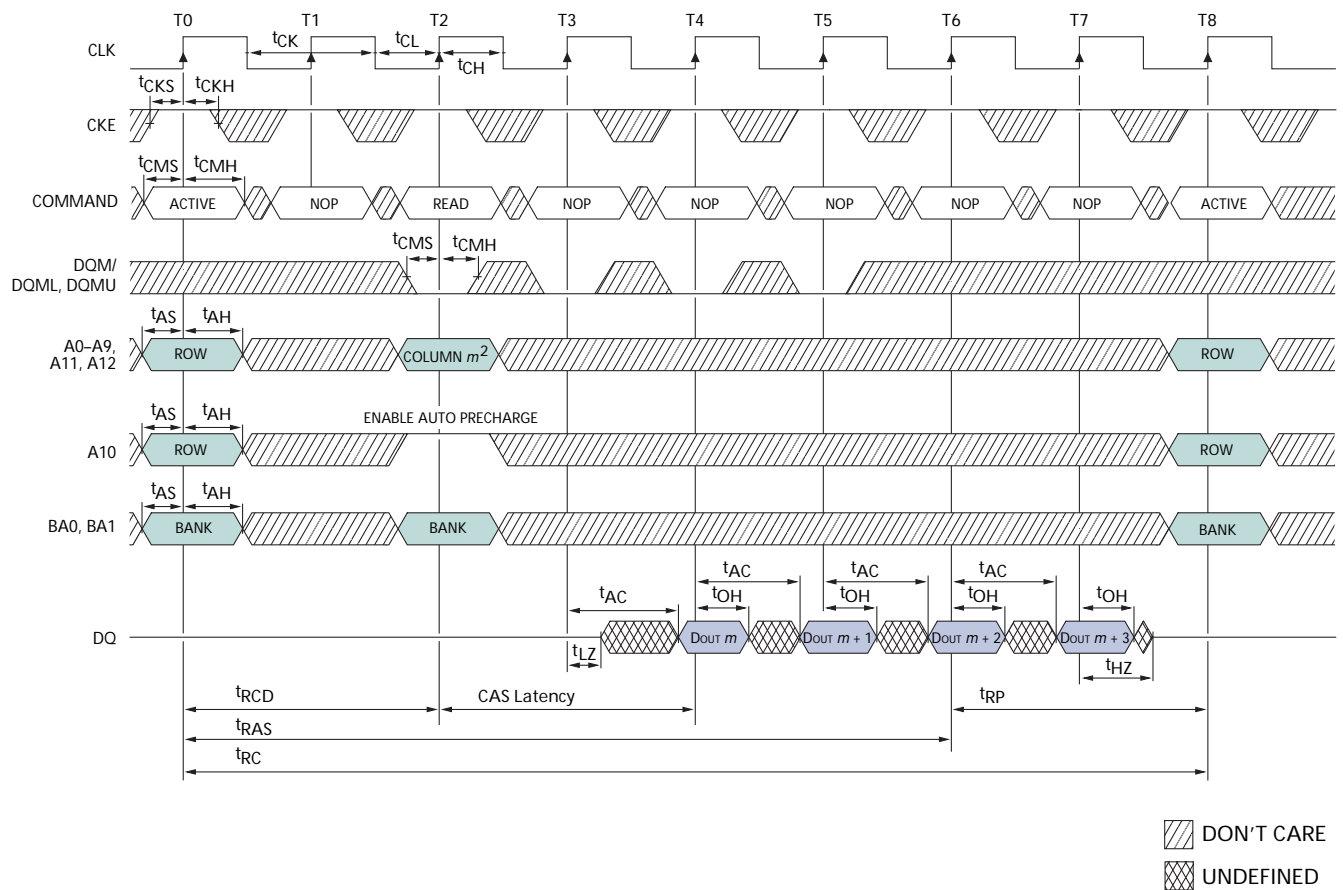 T0 T1 T2 T3 T4 T5 T6 T7 T8
CLK
tCK tCL tCH
tCKS tCKH
CKE
tCMS tCMH
COMMAND ACTIVE NOP READ NOP NOP NOP NOP NOP ACTIVE
tCMS tCMH
DQM/
DQML, DQMU
tAS tAH
A0–A9,
A11, A12
ROW COLUMN m2 ROW
tAS tAH ENABLE AUTO PRECHARGE
A10 ROW ROW
tAS tAH
BA0, BA1 BANK BANK BANK
tAC tAC tAC tAC
tOH tOH tOH tOH
DQ DOUT m DOUT m + 1 DOUT m + 2 DOUT m + 3
tLZ tHZ
tRCD CAS Latency tRP
tRAS
tRC
DON'T CARE
UNDEFINED